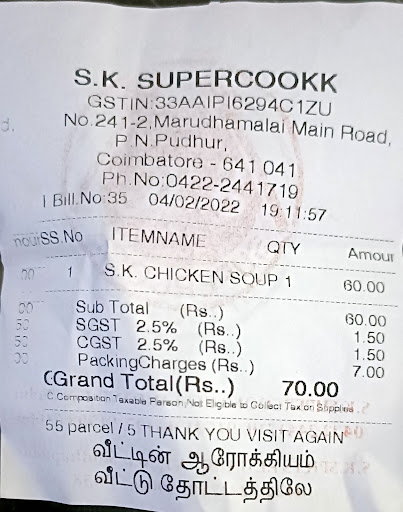 S.K. SUPERCOOKK
GSTIN:33AAIPI6294C1ZU
No.241-2,Marudhamalai Main Road,
P.N.Pudhur,
Coimbatore - 641 041
Ph.No:0422-2441719
Bill.No:35 04/02/2022 19:11:57
SS.No ITEMNAME QTY Amour
1 S.K. CHICKEN SOUP 1 60.00
Sub Total (Rs..) 60.00
SGST 2.5% (Rs..) 1.50
CGST 2.5% (Rs..) 1.50
PackingCharges (Rs..) 7.00
Grand Total(Rs..) 70.00
Composition Taxable Person,Not Eligible to Collect Tax on Supplies
55 parcel / 5 THANK YOU VISIT AGAIN
வீட்டின் ஆரோக்கியம்
வீட்டு தோட்டத்திலே